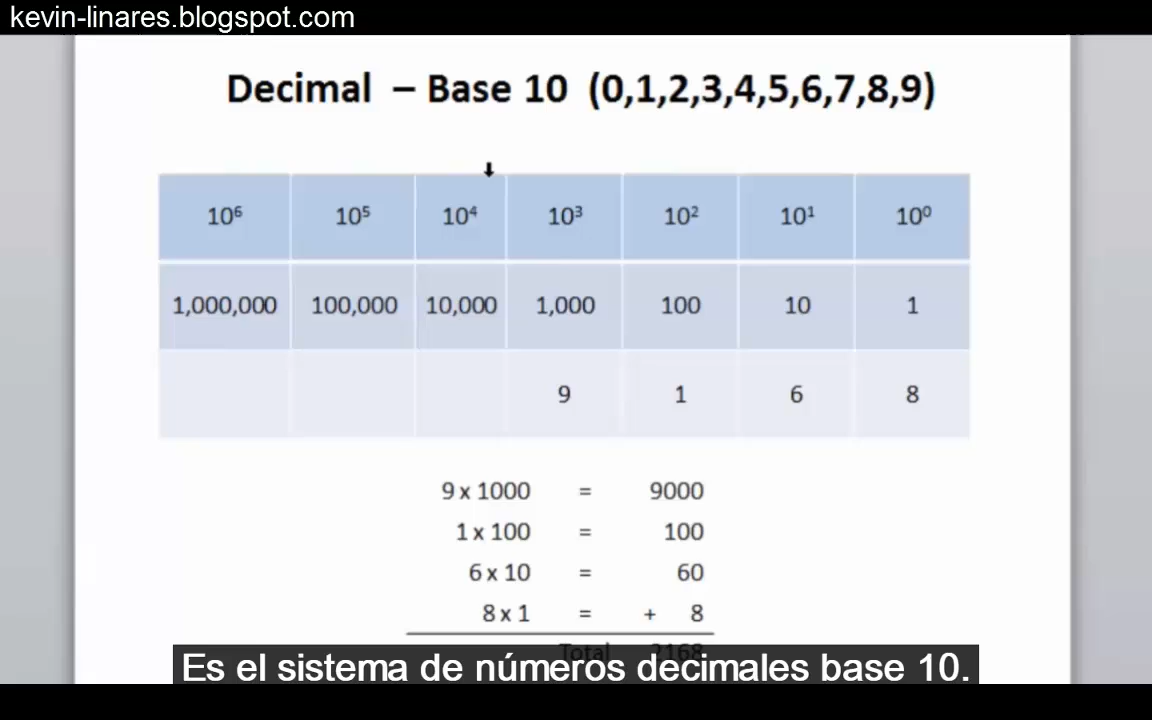 kevin-linares.blogspot.com
Decimal – Base 10 (0,1,2,3,4,5,6,7,8,9)
10⁶ 10⁵ 10⁴ 10³ 10² 10¹ 10⁰
1,000,000 100,000 10,000 1,000 100 10 1
9 1 6 8
9 x 1000 = 9000
1 x 100 = 100
6 x 10 = 60
8 x 1 = + 8
Total
Es el sistema de números decimales base 10.